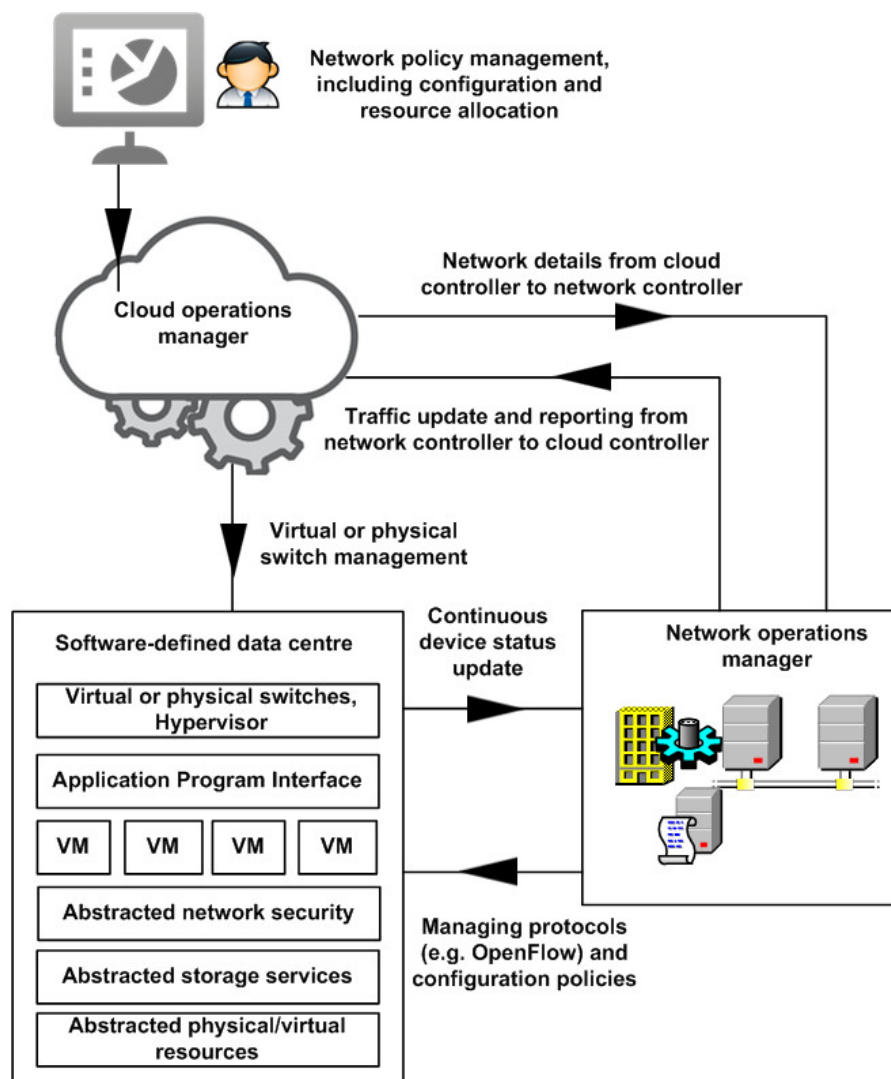 Network policy management,
including configuration and
resource allocation
Network details from cloud
controller to network controller
Cloud operations
manager
Traffic update and reporting from
network controller to cloud controller
Virtual or physical
switch management
Software-defined data centre
Virtual or physical switches,
Hypervisor
Application Program Interface
VM VM VM VM
Abstracted network security
Abstracted storage services
Abstracted physical/virtual
resources
Continuous
device status
update
Network operations
manager
Managing protocols
(e.g. OpenFlow) and
configuration policies